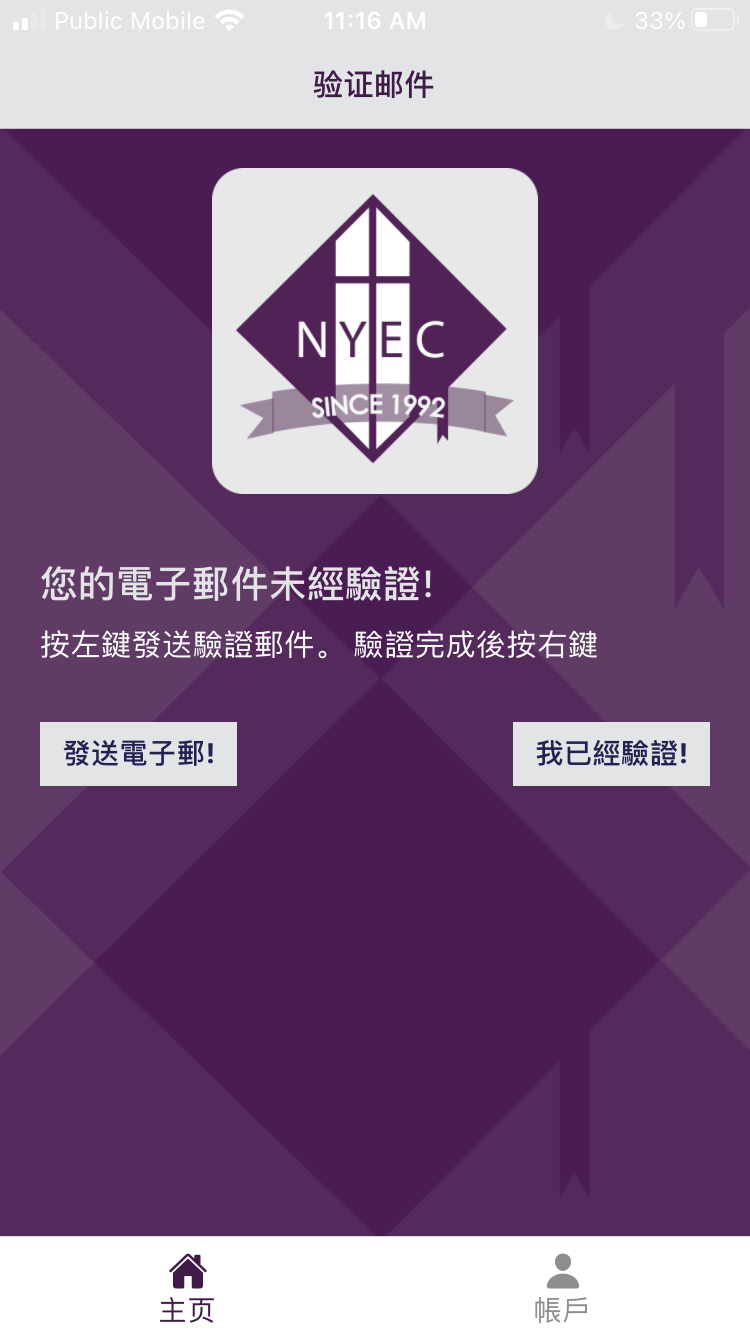 Public Mobile 11:16 AM 33%
验证邮件
NYEC
SINCE 1992
您的電子郵件未經驗證!
按左鍵發送驗證郵件。 驗證完成後按右鍵
發送電子郵! 我已經驗證!
主页 帳戶